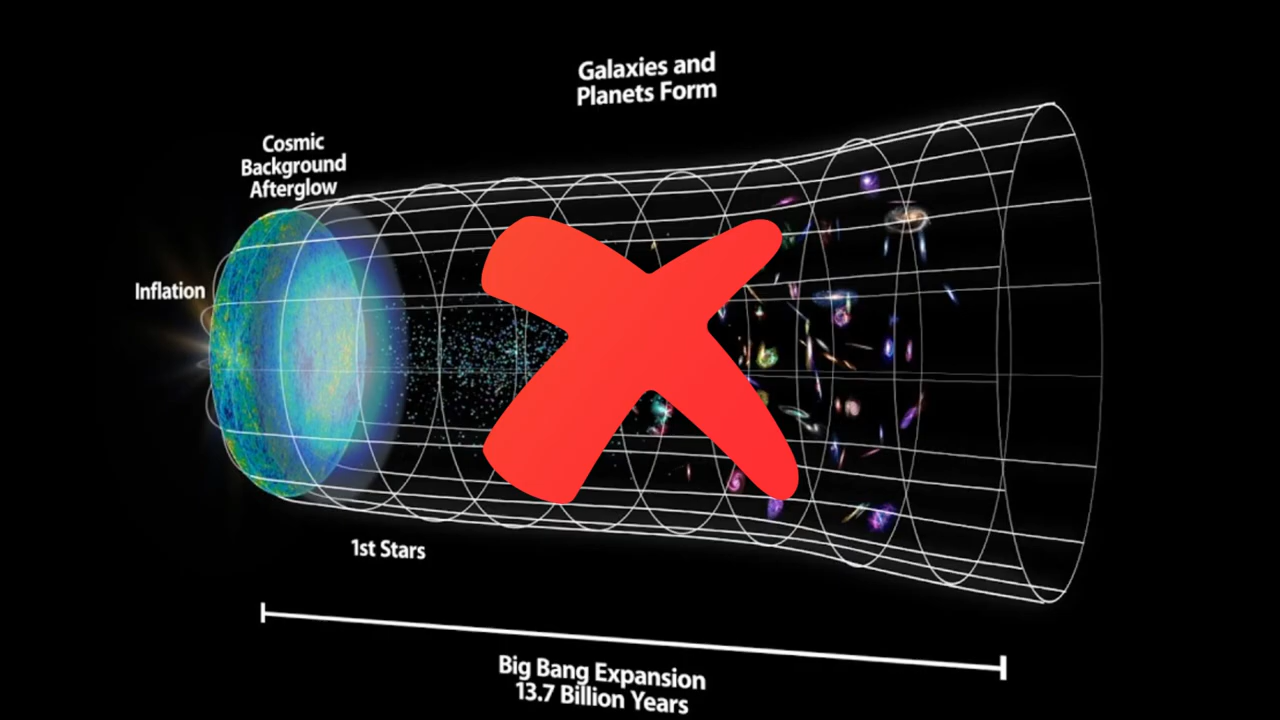 Galaxies and
Planets Form
Cosmic
Background
Afterglow
Inflation
1st Stars
Big Bang Expansion
13.7 Billion Years